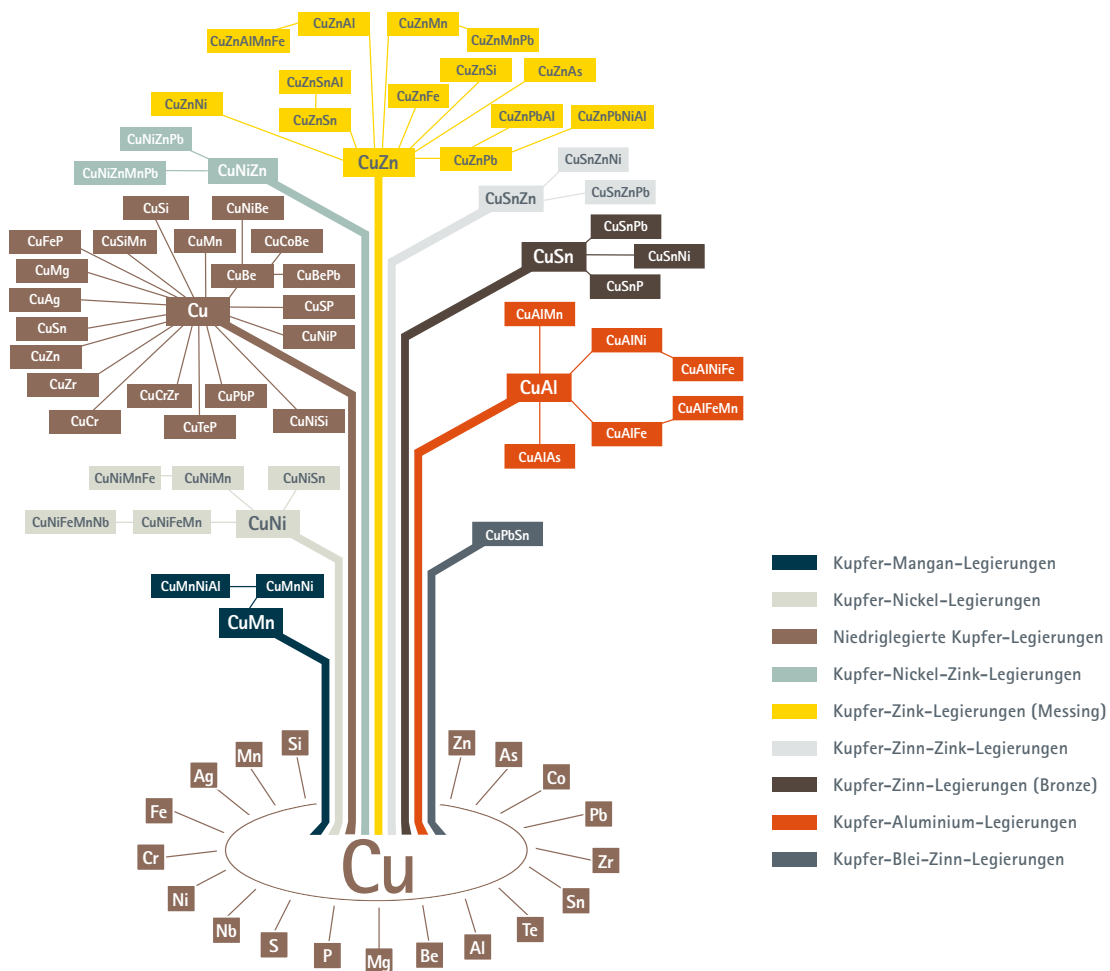 CuZnAl
CuZnMn
CuZnAlMnFe
CuZnMnPb
CuZnSi
CuZnAs
CuZnSnAl
CuZnFe
CuZnNi
CuZnSn
CuZnPbAl
CuZnPbNiAl
CuZn
CuZnPb
CuNiZnPb
CuNiZnMnPb
CuNiZn
CuSnZnNi
CuSnZn
CuSnZnPb
CuSi
CuNiBe
CuFeP
CuSiMn
CuMn
CuCoBe
CuMg
CuBe
CuBePb
CuAg
Cu
CuSP
CuSn
CuNiP
CuZn
CuZr
CuCrZr
CuPbP
CuCr
CuTeP
CuNiSi
CuSnPb
CuSn
CuSnNi
CuSnP
CuAlMn
CuAlNi
CuAlNiFe
CuAl
CuAlFeMn
CuAlFe
CuAlAs
CuNiMnFe
CuNiMn
CuNiSn
CuNiFeMnNb
CuNiFeMn
CuNi
CuPbSn
CuMnNiAl
CuMnNi
CuMn
Kupfer-Mangan-Legierungen
Kupfer-Nickel-Legierungen
Niedriglegierte Kupfer-Legierungen
Kupfer-Nickel-Zink-Legierungen
Kupfer-Zink-Legierungen (Messing)
Kupfer-Zinn-Zink-Legierungen
Kupfer-Zinn-Legierungen (Bronze)
Kupfer-Aluminium-Legierungen
Kupfer-Blei-Zinn-Legierungen
Si
Mn
Ag
Fe
Cr
Ni
Nb
S
P
Mg
Be
Al
Te
Sn
Zr
Pb
Co
As
Zn
Cu